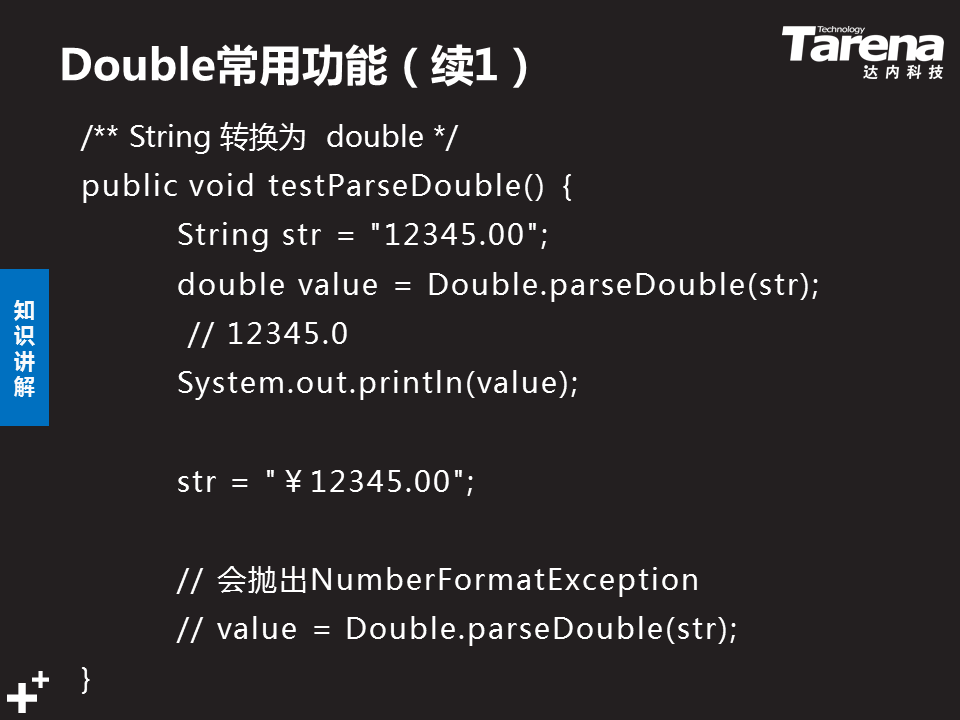 Double常用功能（续1）
Technology
Tarena
达内科技
/** String 转换为 double */
public void testParseDouble() {
String str = "12345.00";
double value = Double.parseDouble(str);
// 12345.0
System.out.println(value);
str = "￥12345.00";
// 会抛出NumberFormatException
// value = Double.parseDouble(str);
}
知
识
讲
解